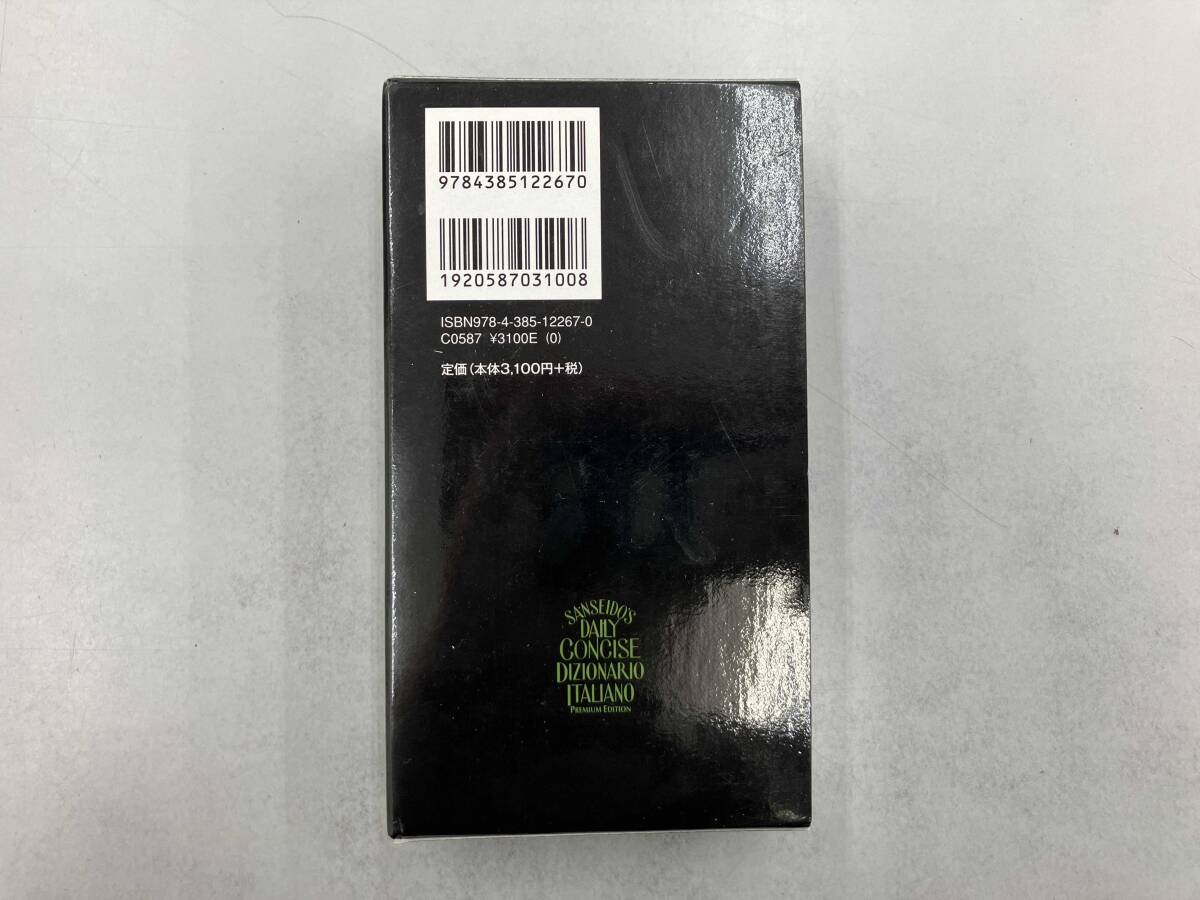 9784385122670
1920587031008
ISBN978-4-385-12267-0
C0587 ¥3100E (0)
定価(本体3,100円+税)
SANSEIDO'S
DAILY
CONCISE
DIZIONARIO
ITALIANO
PREMIUM EDITION